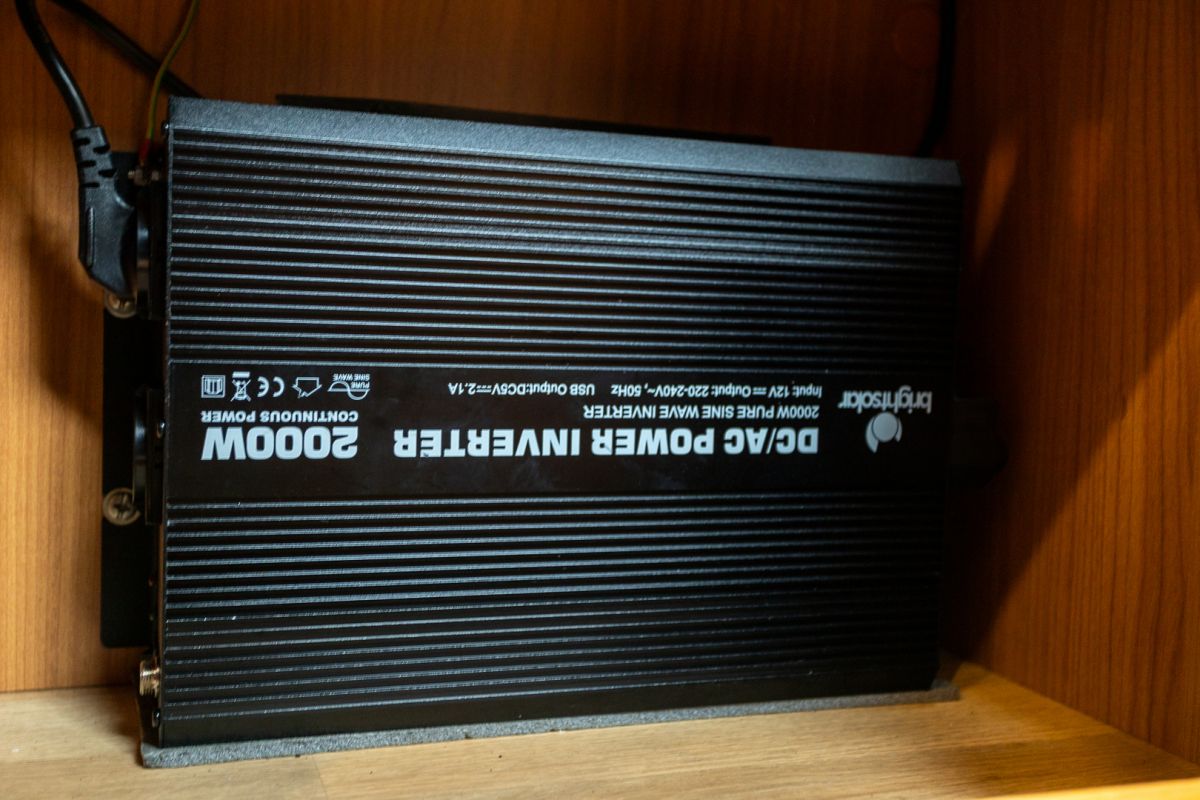 brightsolar
DC/AC POWER INVERTER
2000W PURE SINE WAVE INVERTER
Input: 12V⎓ Output: 220-240V~, 50Hz USB Output:DC5V⎓2.1A
2000W
CONTINUOUS POWER
PURE
SINE WAVE
CE